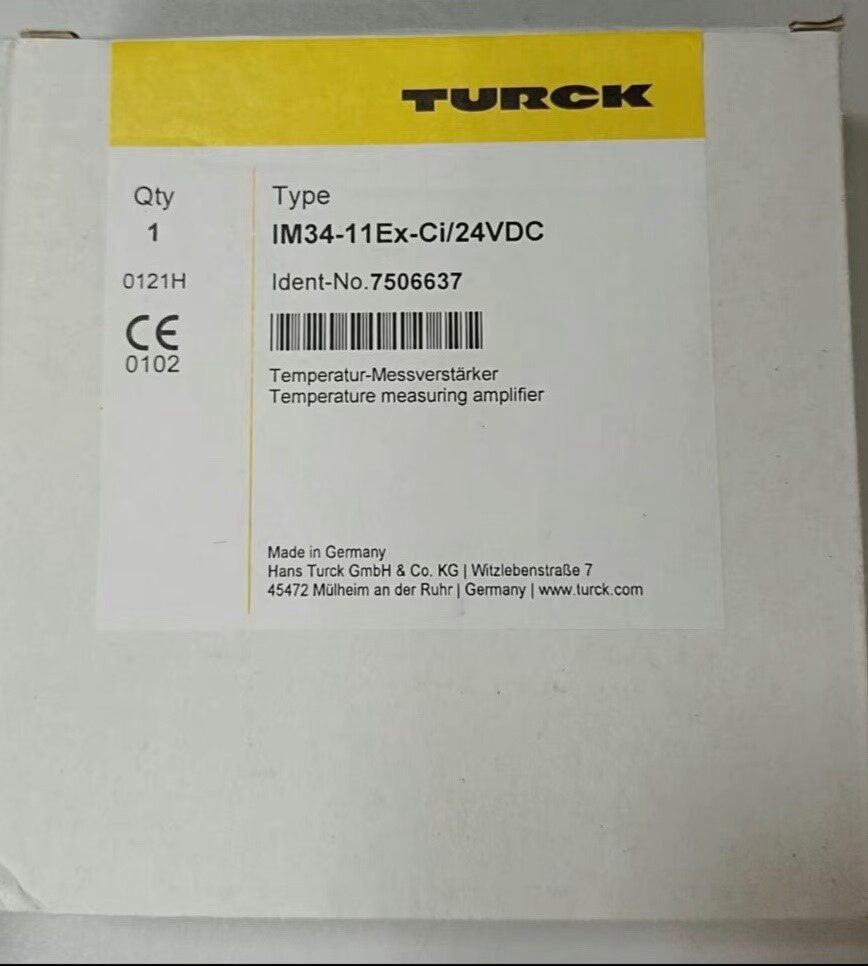 TURCK
Qty
1
0121H
CE
0102
Type
IM34-11Ex-Ci/24VDC
Ident-No.7506637
Temperatur-Messverstärker
Temperature measuring amplifier
Made in Germany
Hans Turck GmbH & Co. KG | Witzlebenstraße 7
45472 Mülheim an der Ruhr | Germany | www.turck.com